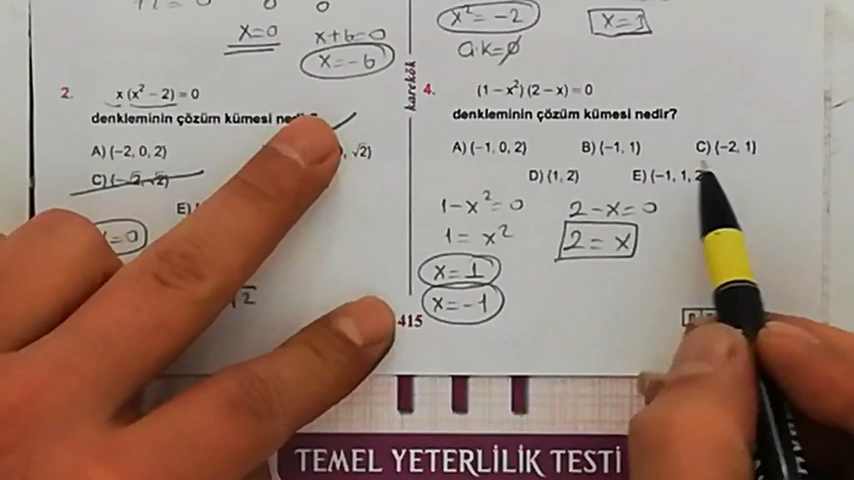 0
x=0
x+6=0
x=-6
x²=-2
Ç.K=∅
x=3
2.
x(x²-2)=0
denkleminin çözüm kümesi
A) {-2, 0, 2}
√2}
C) {-√2, √2}
E)
=0
√2
karekök
4.
(1-x²)(2-x)=0
denkleminin çözüm kümesi nedir?
A) {-1, 0, 2}
B) {-1, 1}
C) {-2, 1}
D) {1, 2}
E) {-1, 1, 2
1-x²=0
2-x=0
1=x²
2=x
x=1
x=-1
415
TEMEL YETERLİLİK TESTİ